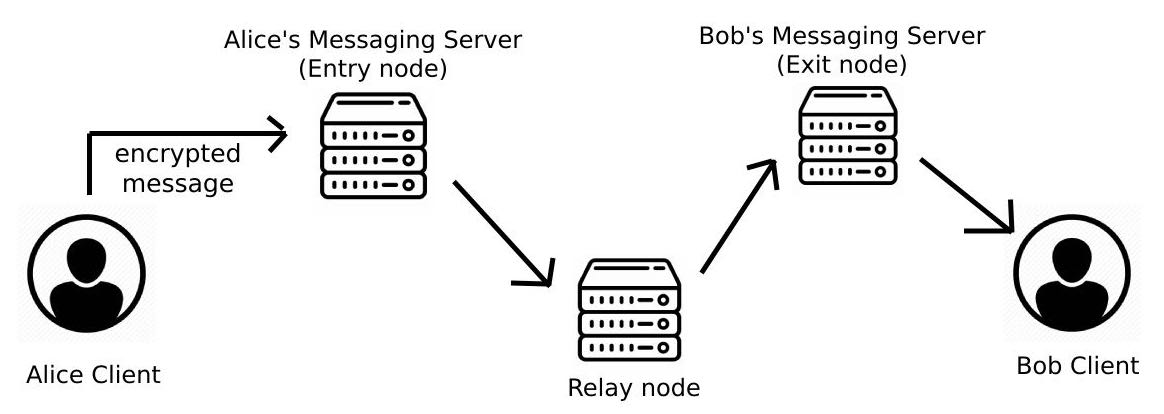 Alice's Messaging Server
(Entry node)
Bob's Messaging Server
(Exit node)
encrypted
message
Alice Client
Relay node
Bob Client